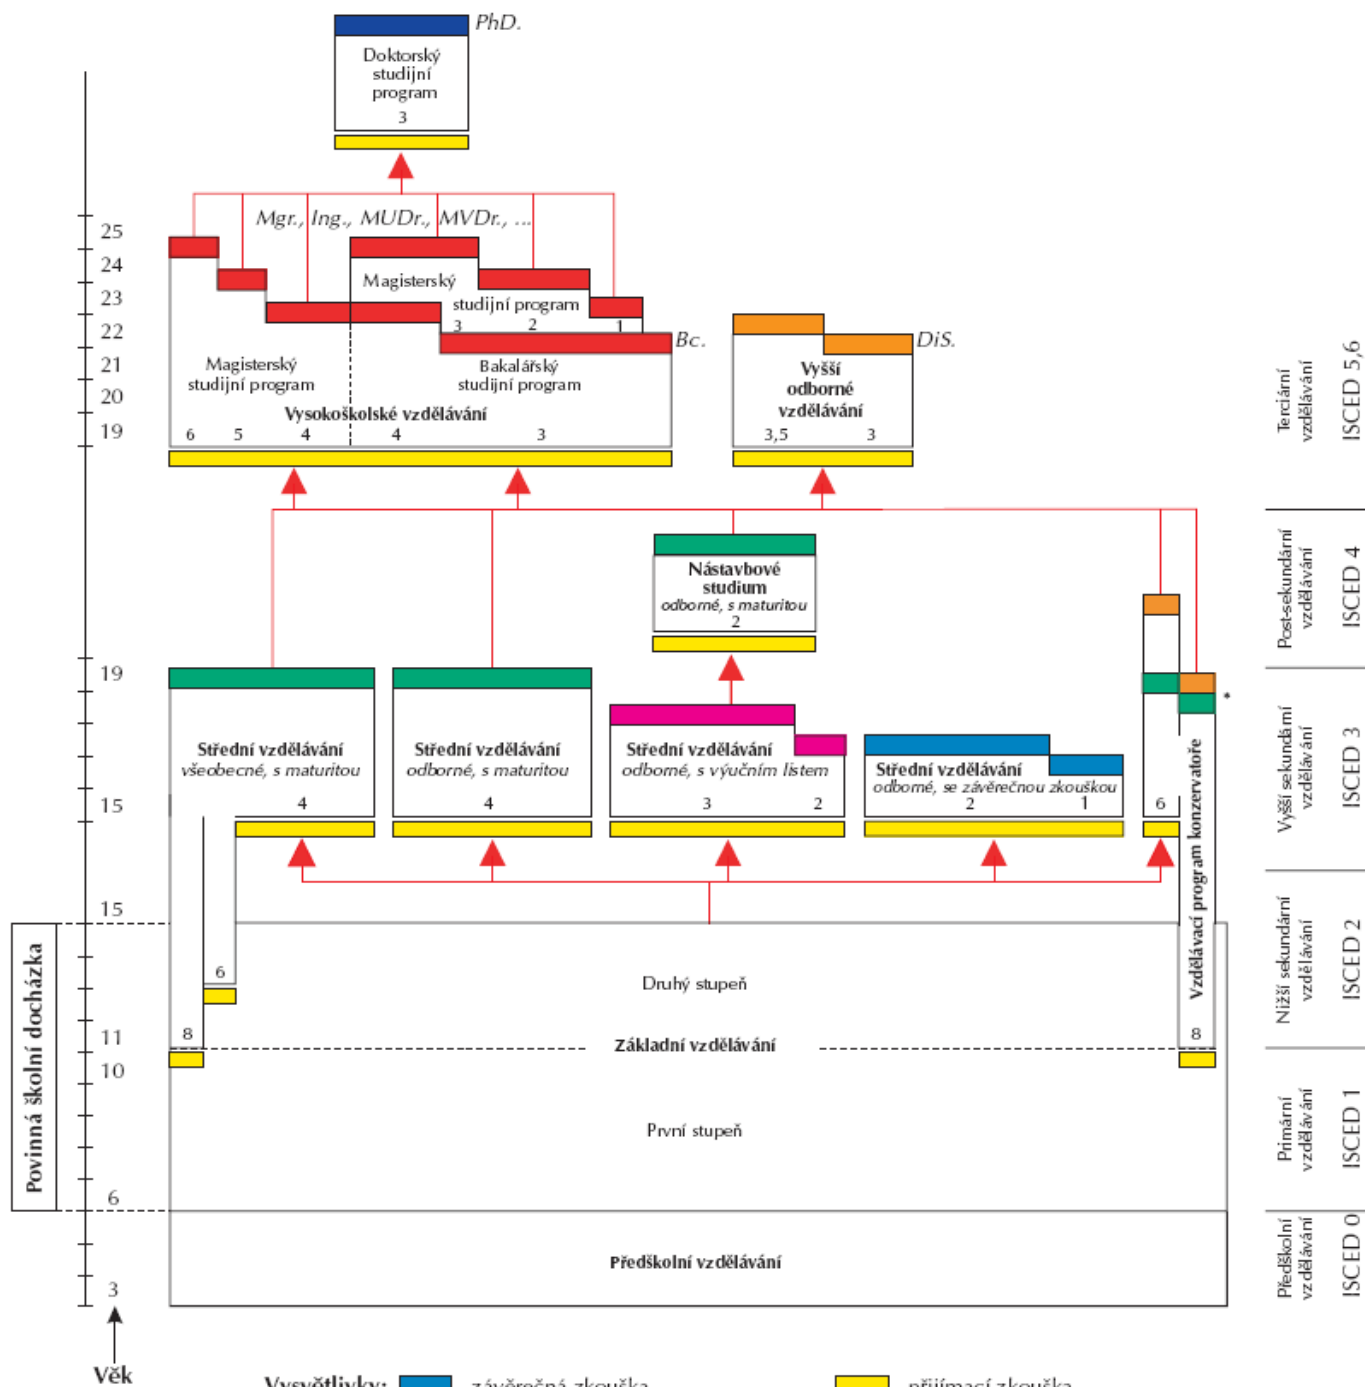 PhD.
Doktorský
studijní
program
3
Mgr., Ing., MUDr., MVDr., ...
25
24
23
22
21
20
19
Magisterský
studijní program
3
2
1
Bc.
Magisterský
studijní program
Bakalářský
studijní program
Vysokoškolské vzdělávání
6
5
4
4
3
DiS.
Vyšší
odborné
vzdělávání
3,5
3
Terciární
vzdělávání
ISCED 5,6
Nástavbové
studium
odborné, s maturitou
2
Post-sekundární
vzdělávání
ISCED 4
19
15
Střední vzdělávání
všeobecné, s maturitou
4
Střední vzdělávání
odborné, s maturitou
4
Střední vzdělávání
odborné, s výučním listem
3
2
Střední vzdělávání
odborné, se závěrečnou zkouškou
2
1
6
*
Vzdělávací program konzervatoře
8
Vyšší sekundární
vzdělávání
ISCED 3
15
11
10
6
3
Povinná školní docházka
6
8
Druhý stupeň
Základní vzdělávání
První stupeň
Předškolní vzdělávání
Nižší sekundární
vzdělávání
ISCED 2
Primární
vzdělávání
ISCED 1
Předškolní
vzdělávání
ISCED 0
Věk
Vysvětlivky:
závěrečná zkouška
přijímací zkouška